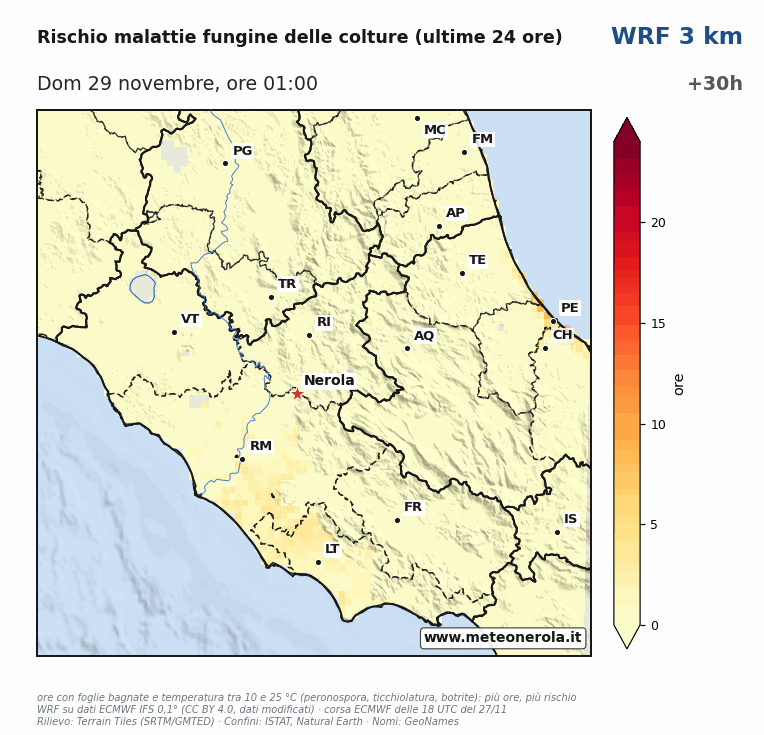 Rischio malattie fungine delle colture (ultime 24 ore)
WRF 3 km
Dom 29 novembre, ore 01:00
+30h
MC
FM
PG
AP
TE
TR
PE
VT
RI
AQ
CH
Nerola
RM
FR
IS
LT
www.meteonerola.it
20
15
10
5
0
ore
ore con foglie bagnate e temperatura tra 10 e 25 °C (peronospora, ticchiolatura, botrite): più ore, più rischio
WRF su dati ECMWF IFS 0,1° (CC BY 4.0, dati modificati) · corsa ECMWF delle 18 UTC del 27/11
Rilievo: Terrain Tiles (SRTM/GMTED) · Confini: ISTAT, Natural Earth · Nomi: GeoNames